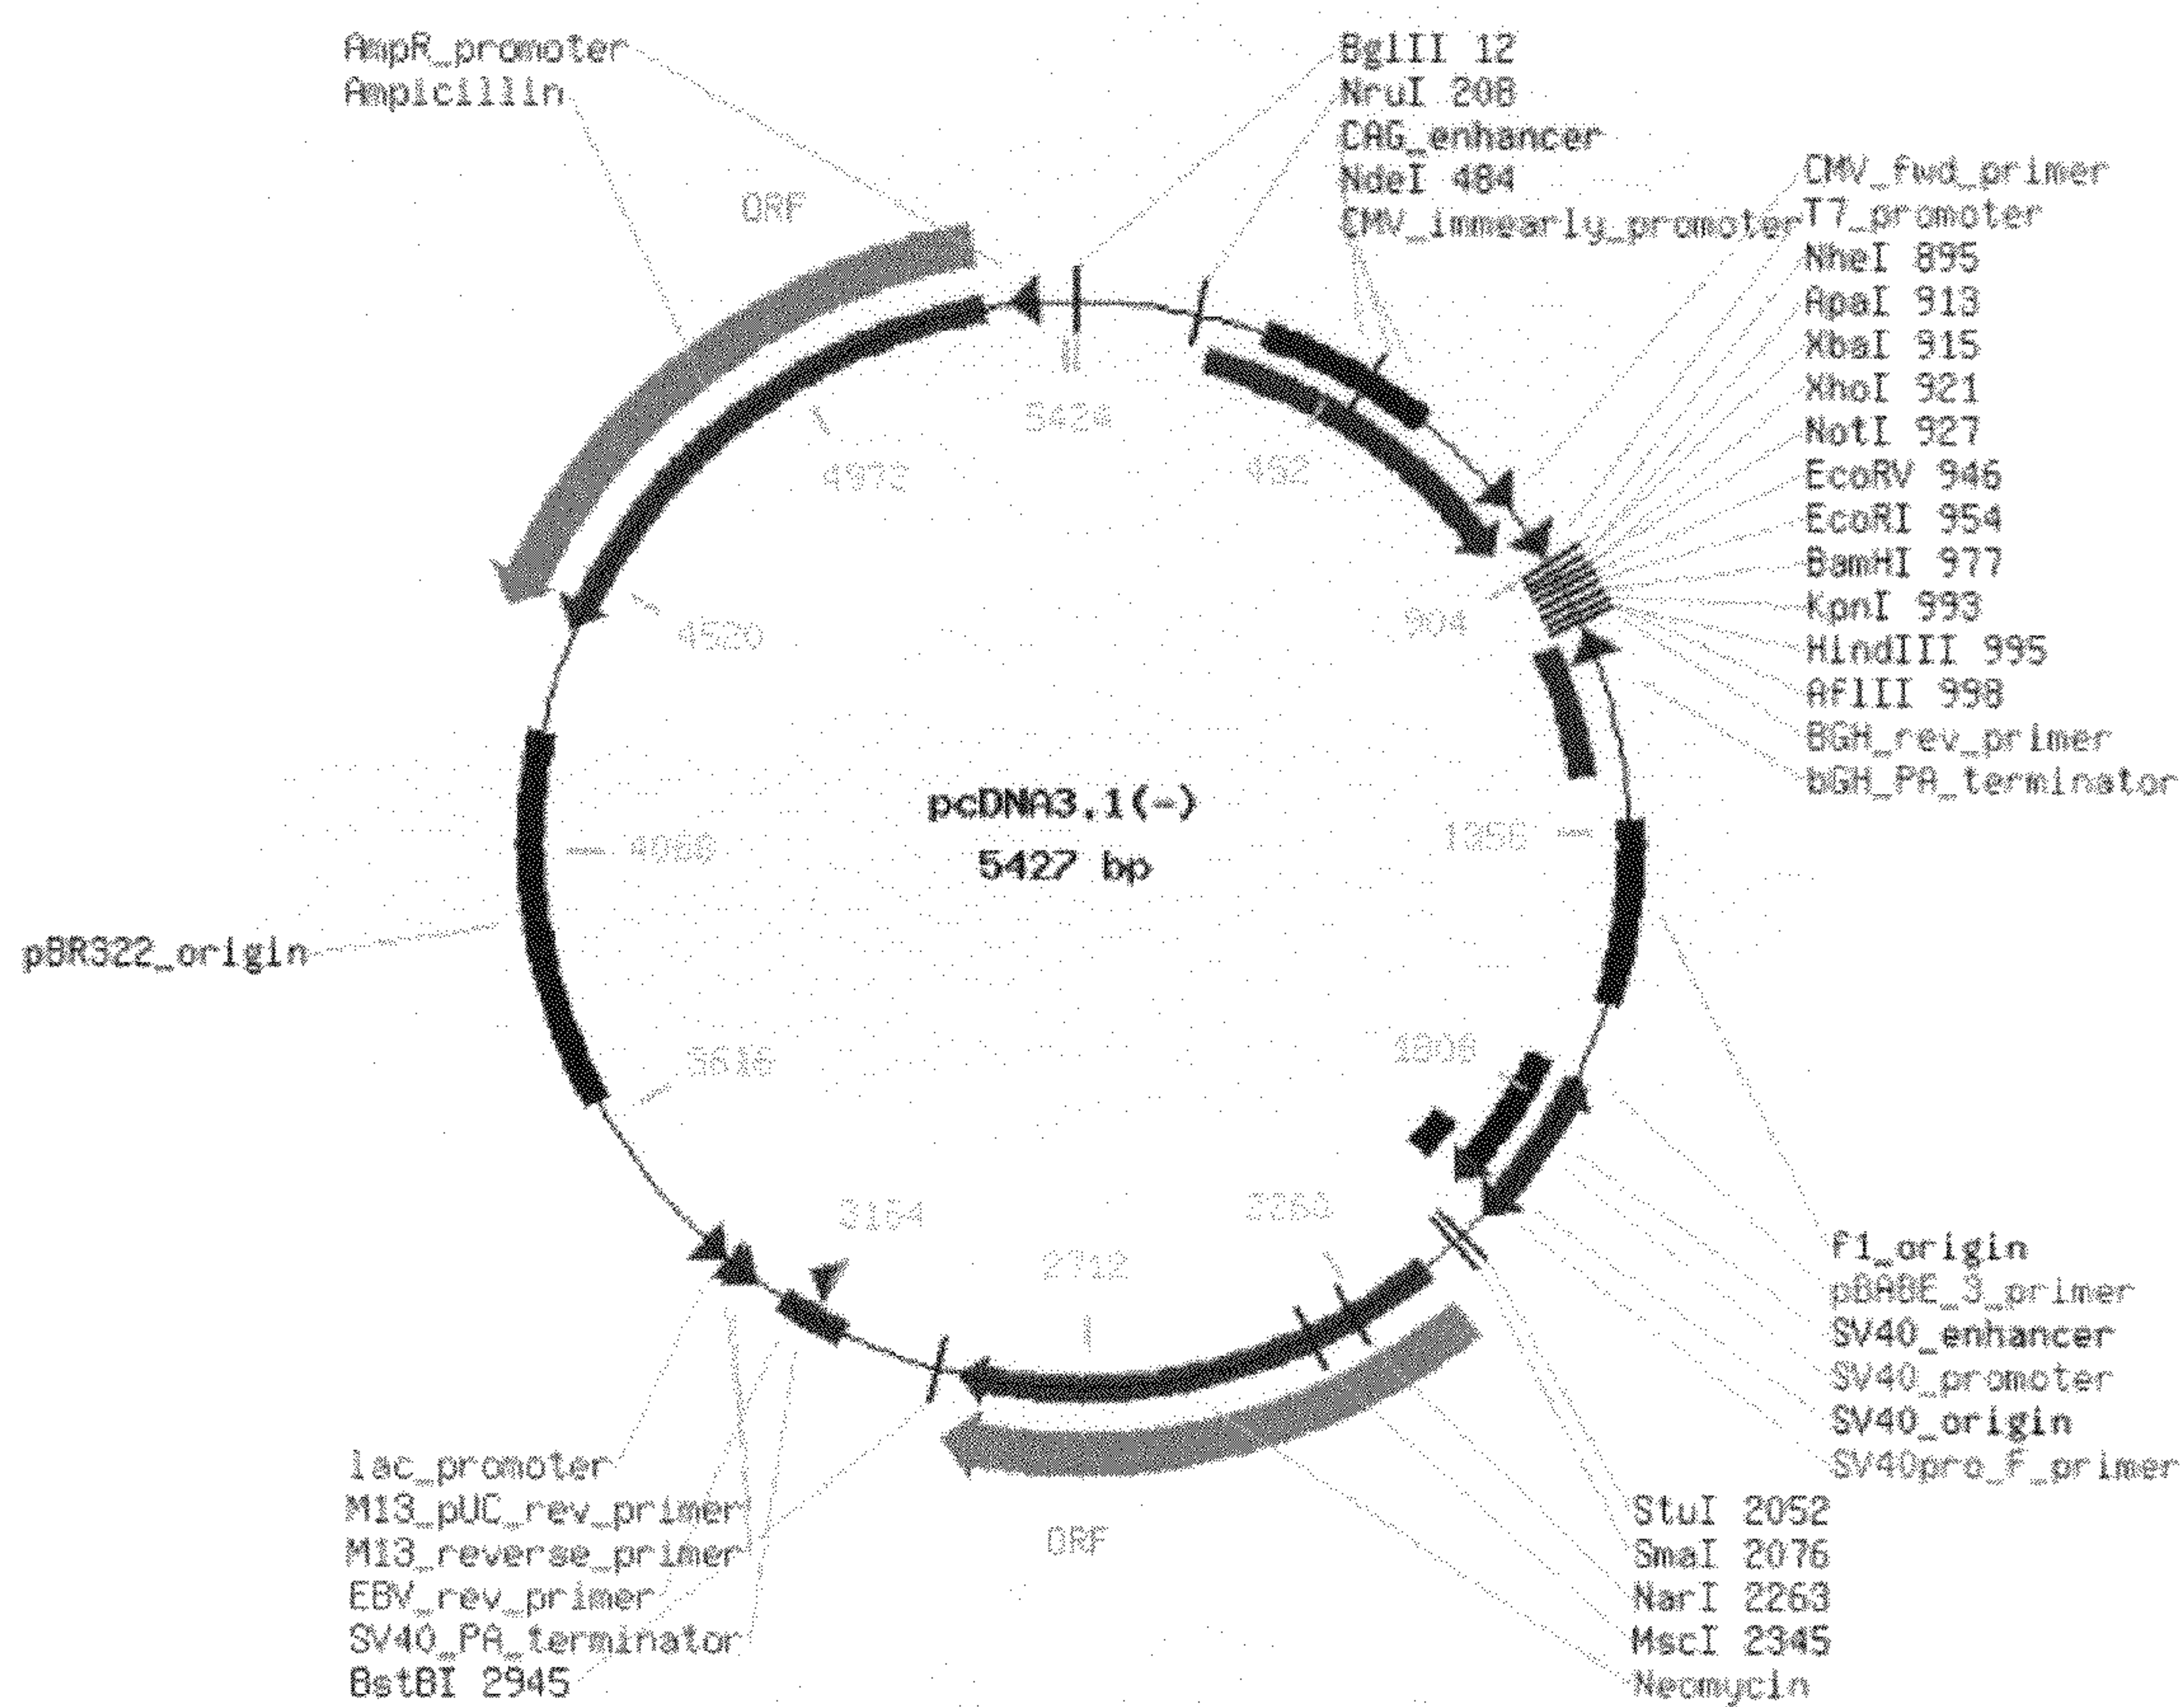 AmpR_promoter
Ampicillin
ORF
BglII 12
NruI 208
CAG_enhancer
NdeI 484
CMV_immearly_promoter
CMV_fwd_primer
T7_promoter
NheI 895
ApaI 913
XbaI 915
XhoI 921
NotI 927
EcoRV 946
EcoRI 954
BamHI 977
KpnI 993
HindIII 995
AflII 998
BGH_rev_primer
bGH_PA_terminator
5424
4972
452
4520
904
pcDNA3.1(-)
5427 bp
1356
pBR322_origin
1808
3616
3164
2260
2712
f1_origin
pBABE_3_primer
SV40_enhancer
SV40_promoter
SV40_origin
SV40pro_F_primer
lac_promoter
M13_pUC_rev_primer
M13_reverse_primer
EBV_rev_primer
SV40_PA_terminator
BstBI 2945
ORF
StuI 2052
SmaI 2076
NarI 2263
MscI 2345
Neomycin